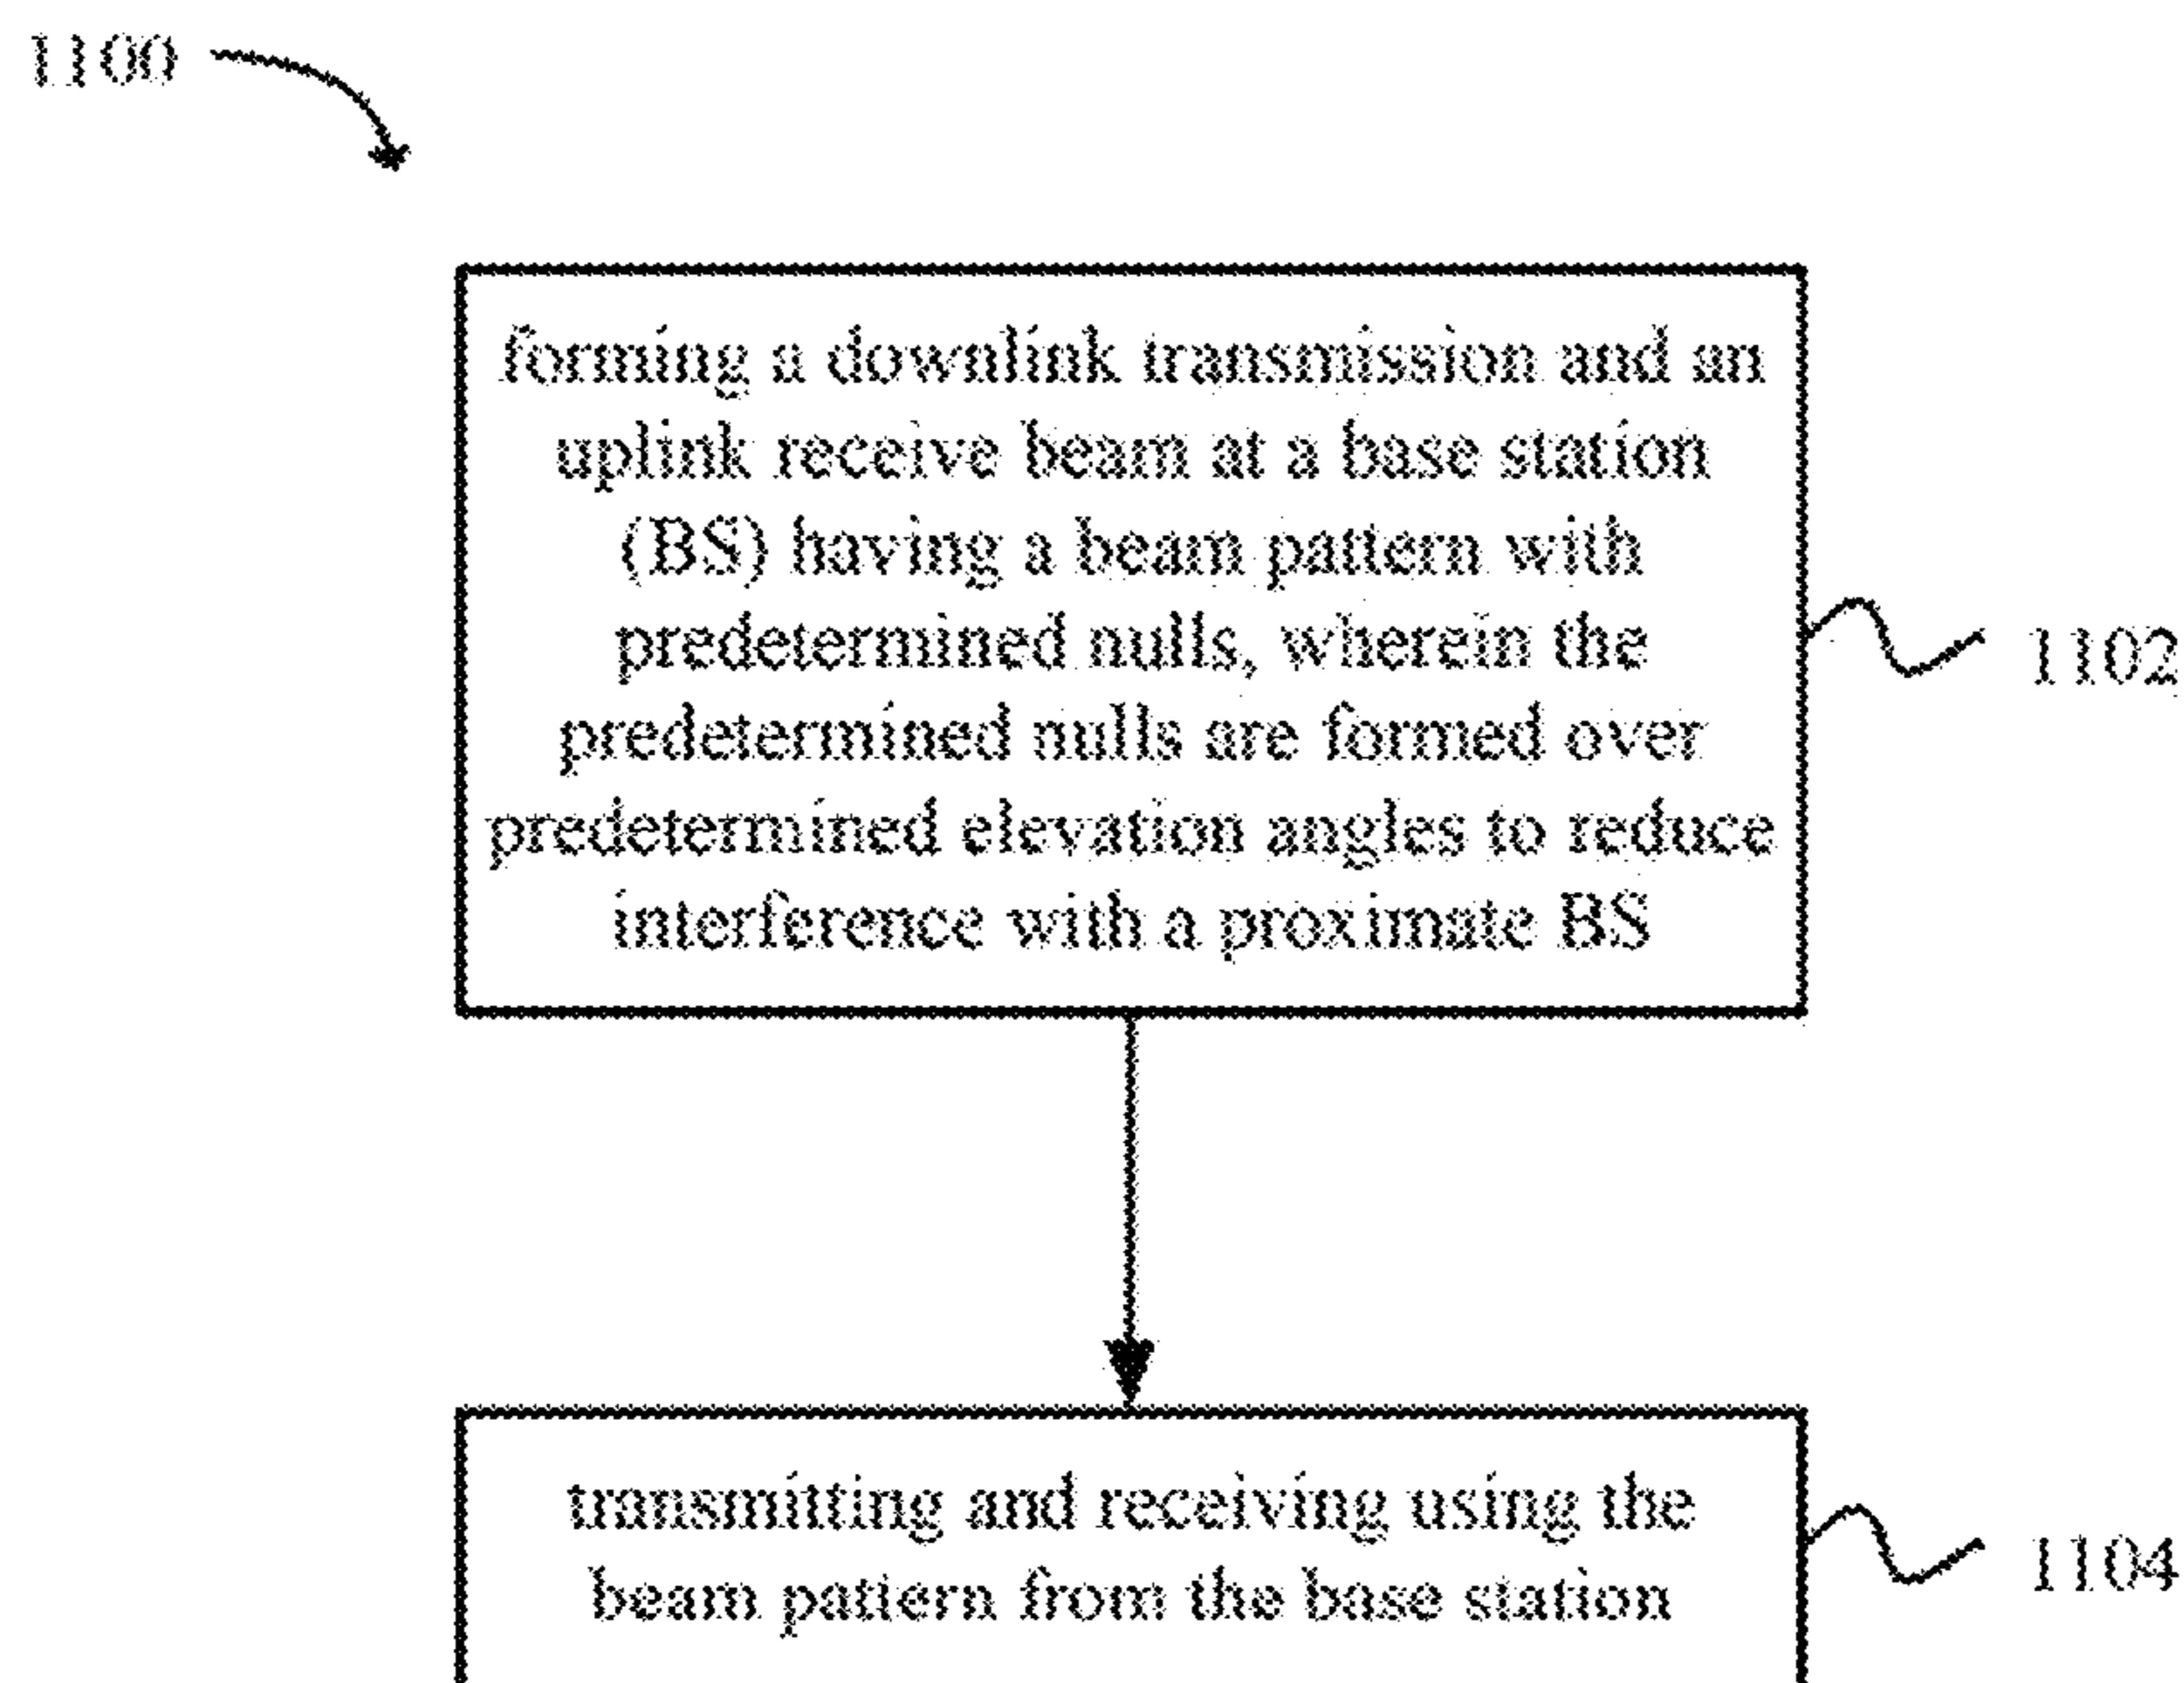 1100
forming a downlink transmission and an
uplink receive beam at a base station
(BS) having a beam pattern with
predetermined nulls, wherein the
predetermined nulls are formed over
predetermined elevation angles to reduce
interference with a proximate BS
1102
transmitting and receiving using the
beam pattern from the base station
1104